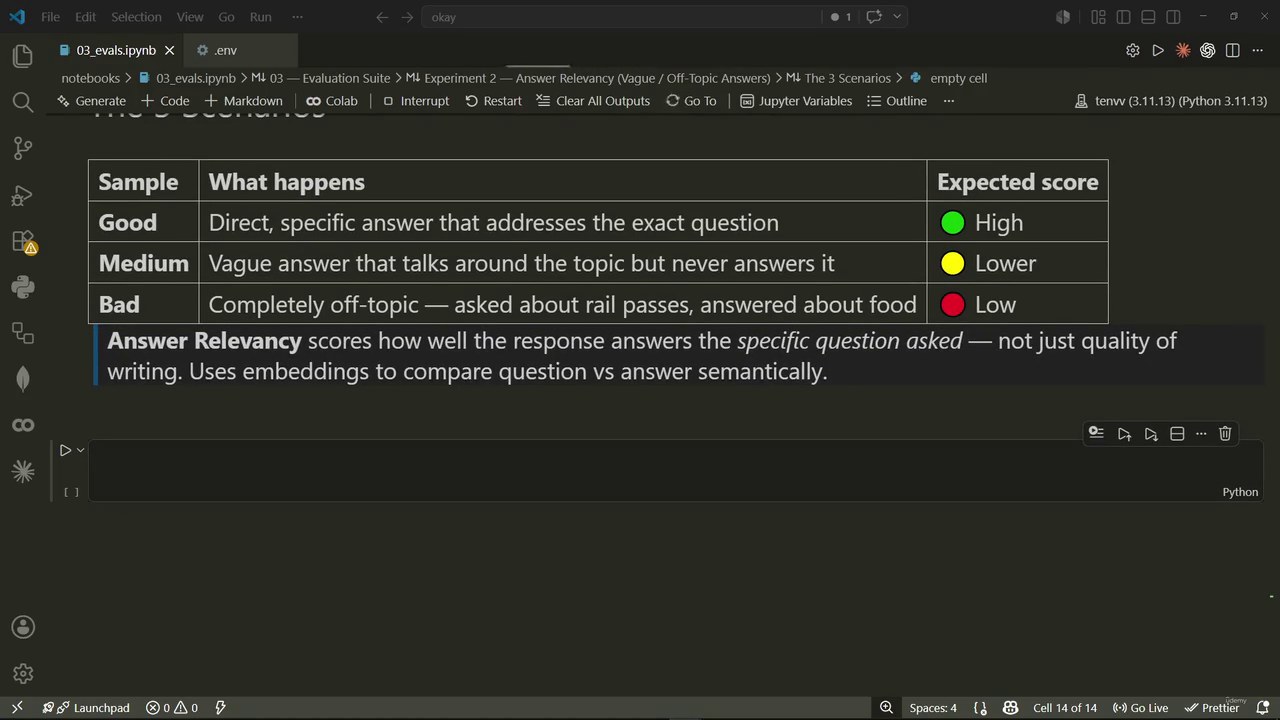 File Edit Selection View Go Run ··· okay 1
03_evals.ipynb .env
notebooks > 03_evals.ipynb > M↓ 03 — Evaluation Suite > M↓ Experiment 2 — Answer Relevancy (Vague / Off-Topic Answers) > M↓ The 3 Scenarios > empty cell
Generate + Code + Markdown Colab Interrupt Restart Clear All Outputs Go To Jupyter Variables Outline ··· tenvv (3.11.13) (Python 3.11.13)
The 3 Scenarios
Sample What happens Expected score
Good Direct, specific answer that addresses the exact question High
Medium Vague answer that talks around the topic but never answers it Lower
Bad Completely off-topic — asked about rail passes, answered about food Low
Answer Relevancy scores how well the response answers the specific question asked — not just quality of
writing. Uses embeddings to compare question vs answer semantically.
[ ] Python
Launchpad 0 0 Spaces: 4 {} Cell 14 of 14 Go Live Prettier
udemy